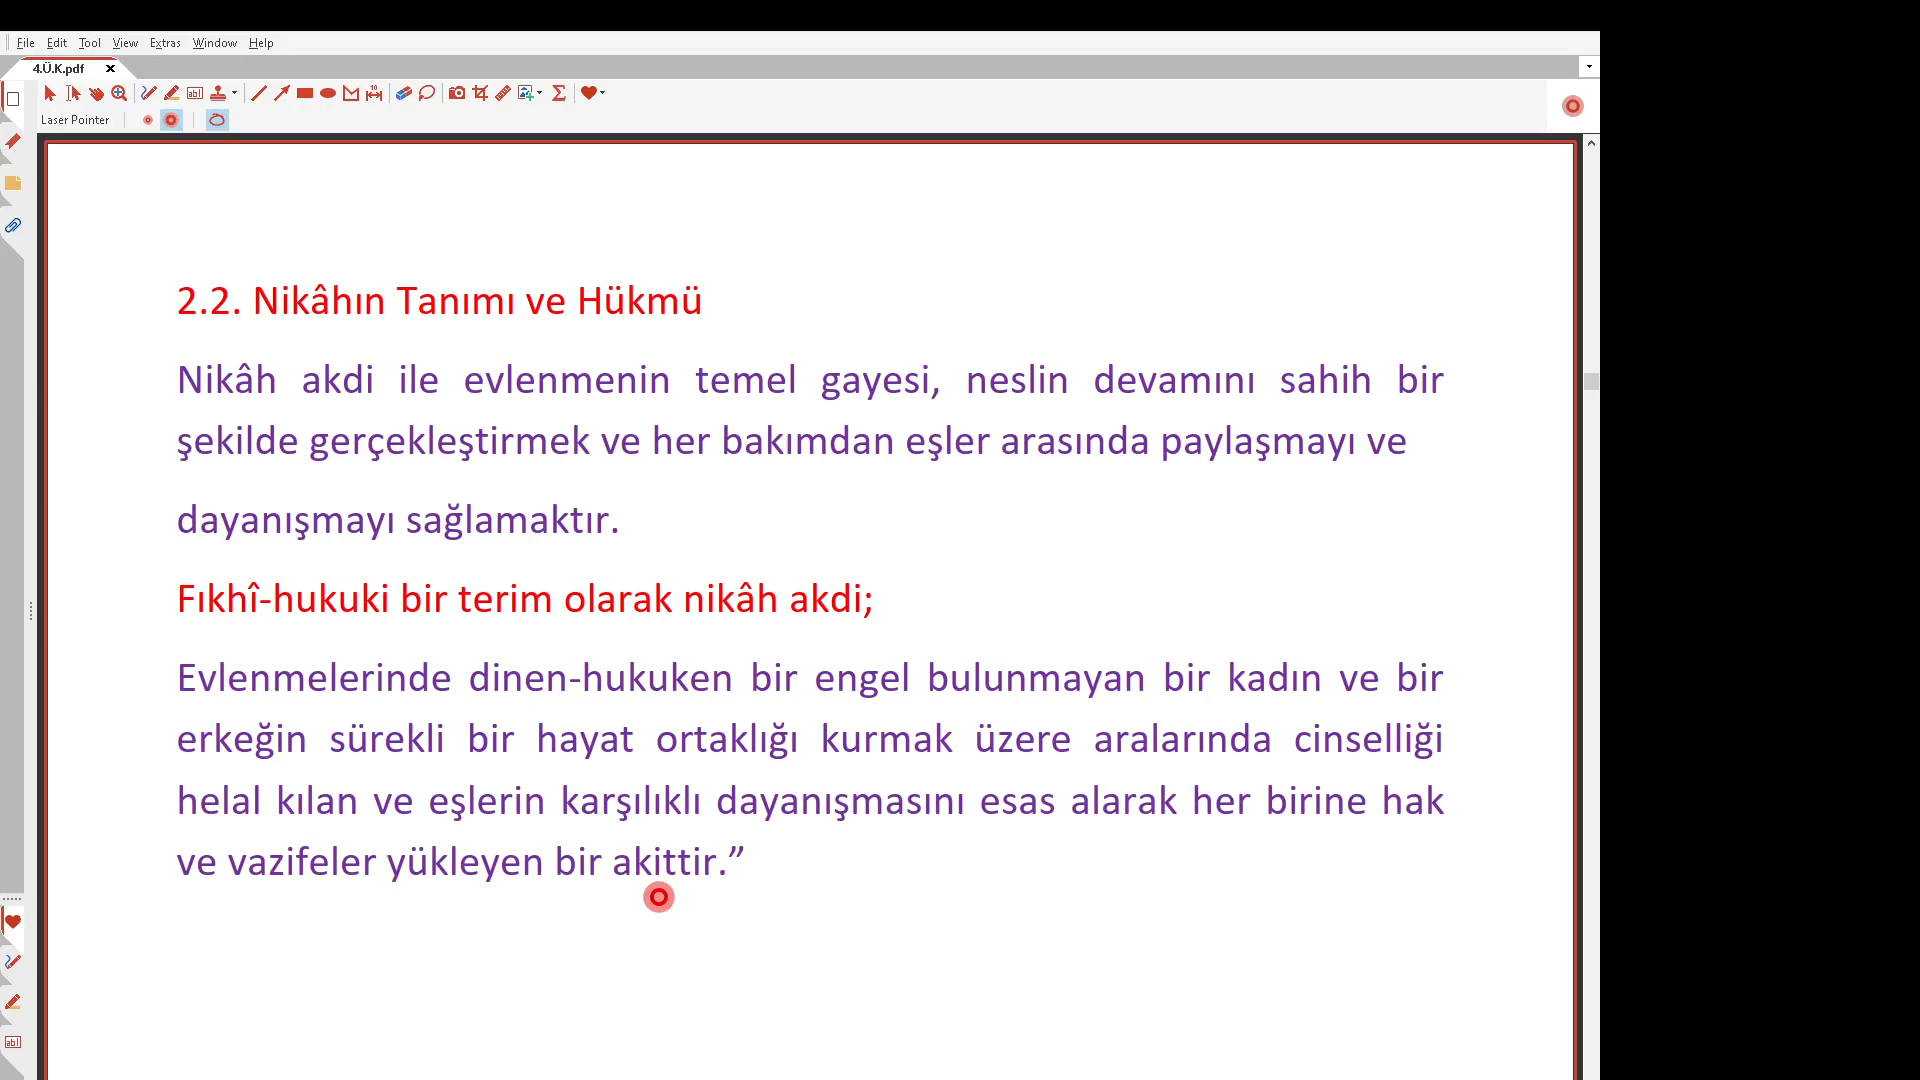 File Edit Tool View Extras Window Help
4.Ü.K.pdf
Laser Pointer
2.2. Nikâhın Tanımı ve Hükmü
Nikâh akdi ile evlenmenin temel gayesi, neslin devamını sahih bir
şekilde gerçekleştirmek ve her bakımdan eşler arasında paylaşmayı ve
dayanışmayı sağlamaktır.
Fıkhî-hukuki bir terim olarak nikâh akdi;
Evlenmelerinde dinen-hukuken bir engel bulunmayan bir kadın ve bir
erkeğin sürekli bir hayat ortaklığı kurmak üzere aralarında cinselliği
helal kılan ve eşlerin karşılıklı dayanışmasını esas alarak her birine hak
ve vazifeler yükleyen bir akittir.”